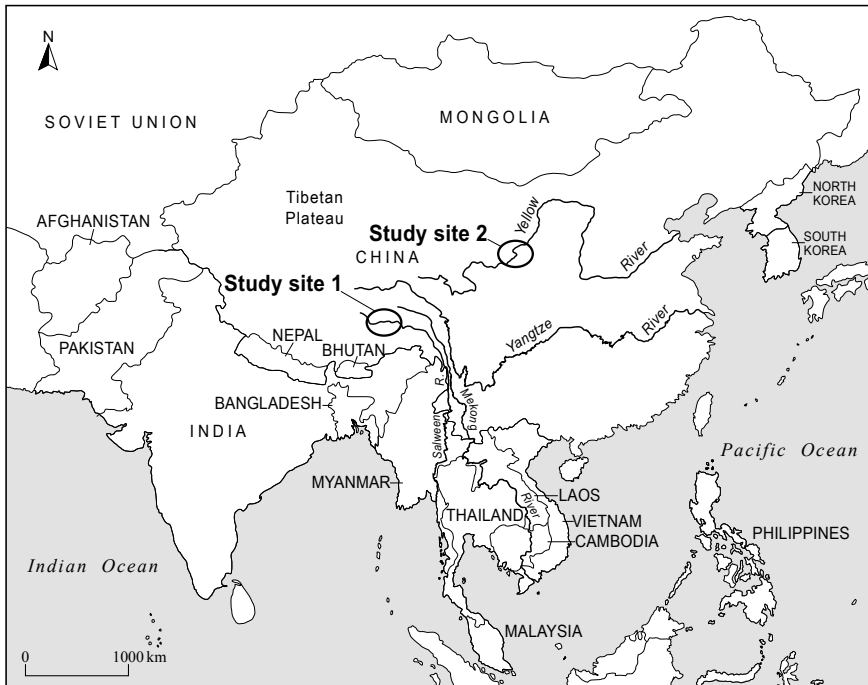 N
SOVIET UNION
MONGOLIA
Tibetan
Plateau
NORTH
KOREA
AFGHANISTAN
Yellow
Study site 2
SOUTH
KOREA
CHINA
River
Study site 1
River
Yangtze
PAKISTAN
NEPAL
BHUTAN
R.
Mekong
BANGLADESH
Salween
INDIA
Pacific Ocean
MYANMAR
LAOS
River
THAILAND
VIETNAM
PHILIPPINES
CAMBODIA
Indian Ocean
MALAYSIA
0 1000 km